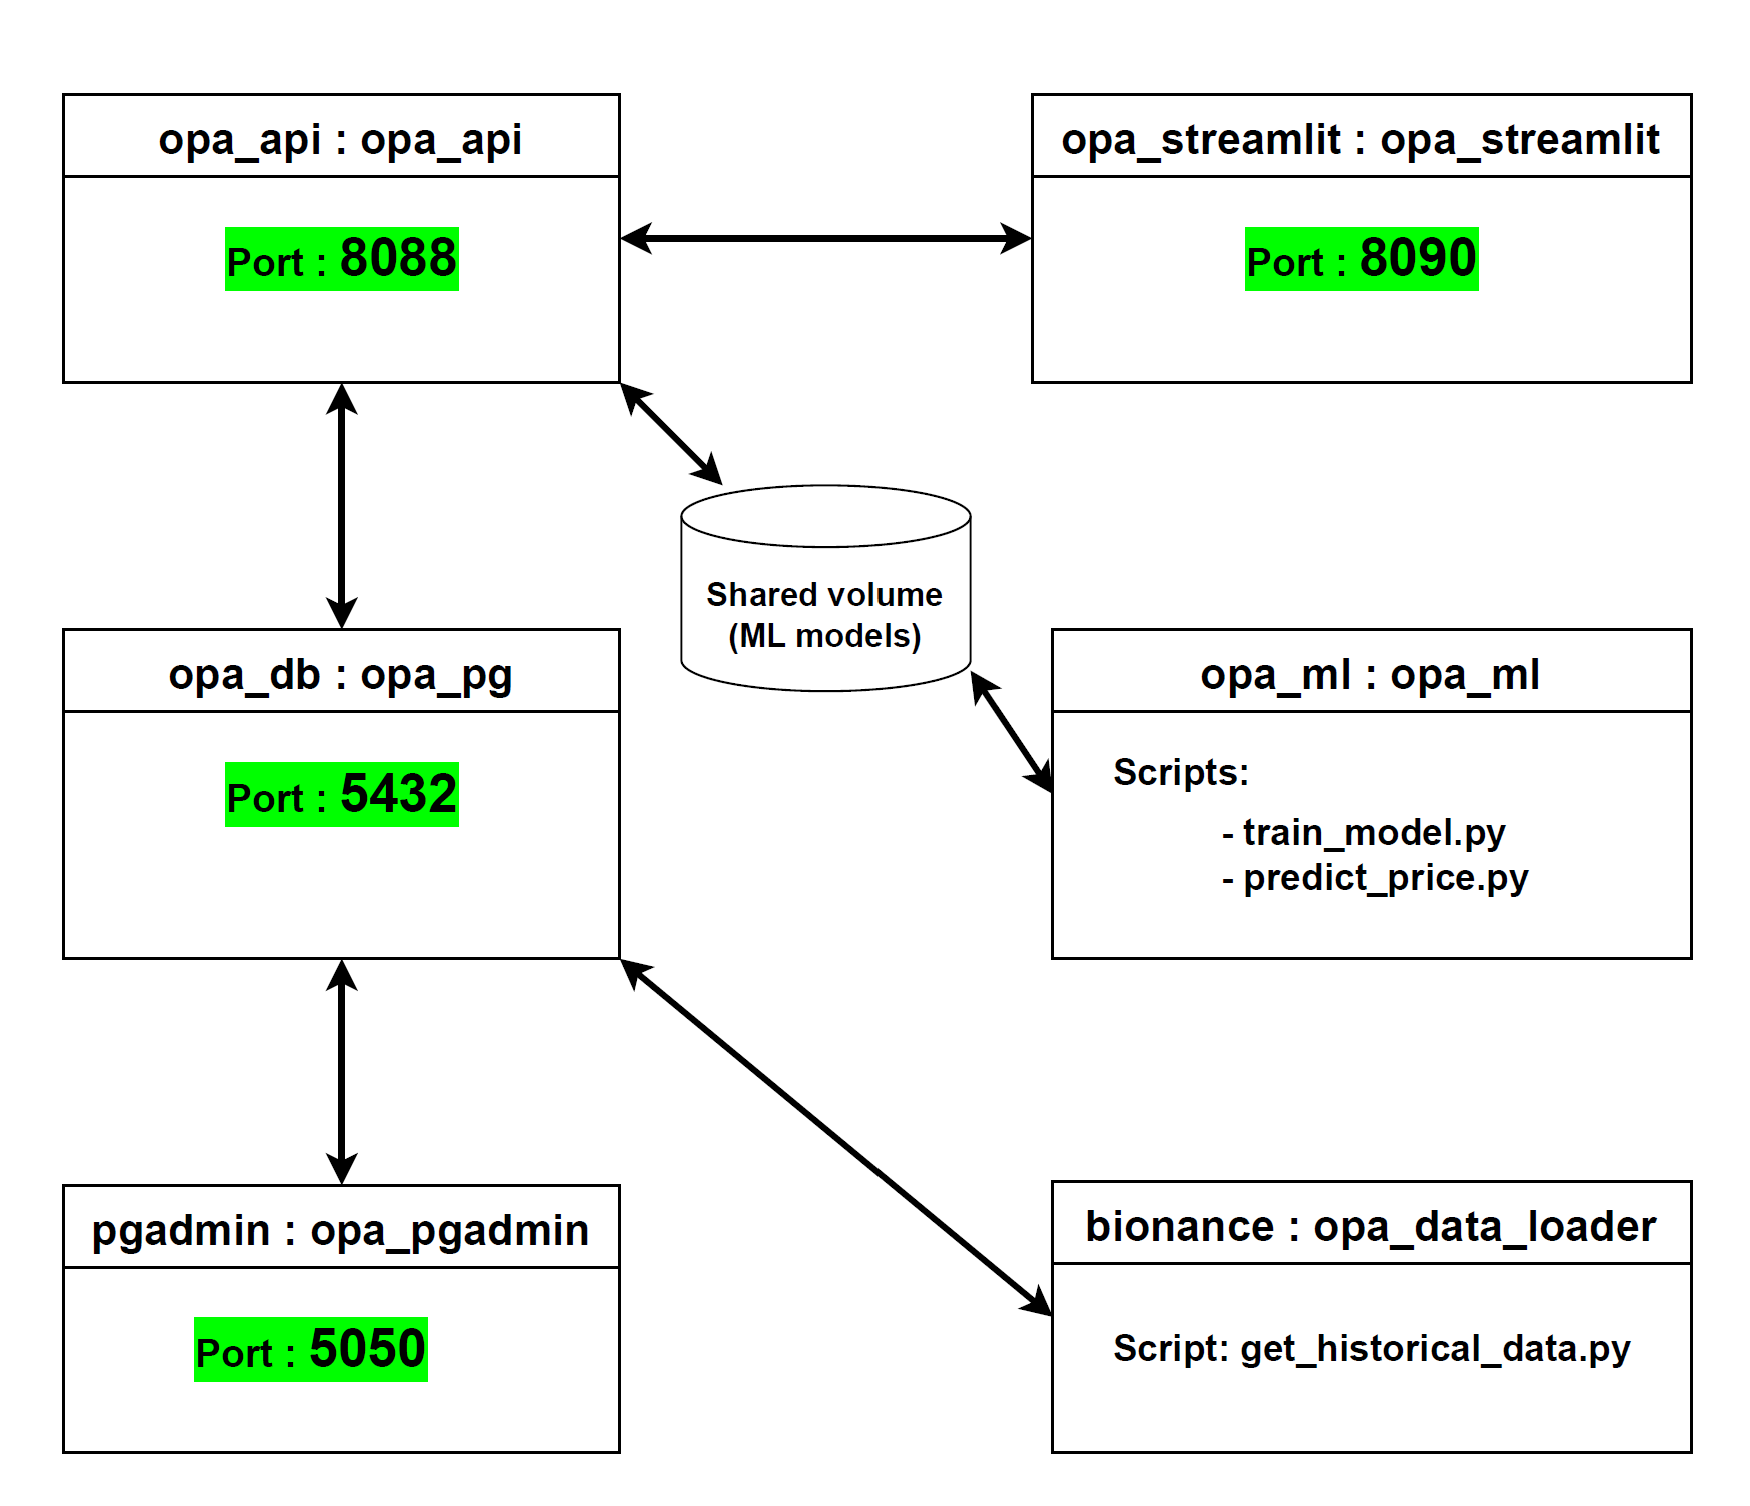 opa_api : opa_api
Port : 8088
opa_streamlit : opa_streamlit
Port : 8090
Shared volume
(ML models)
opa_db : opa_pg
Port : 5432
opa_ml : opa_ml
Scripts:
- train_model.py
- predict_price.py
pgadmin : opa_pgadmin
Port : 5050
bionance : opa_data_loader
Script: get_historical_data.py